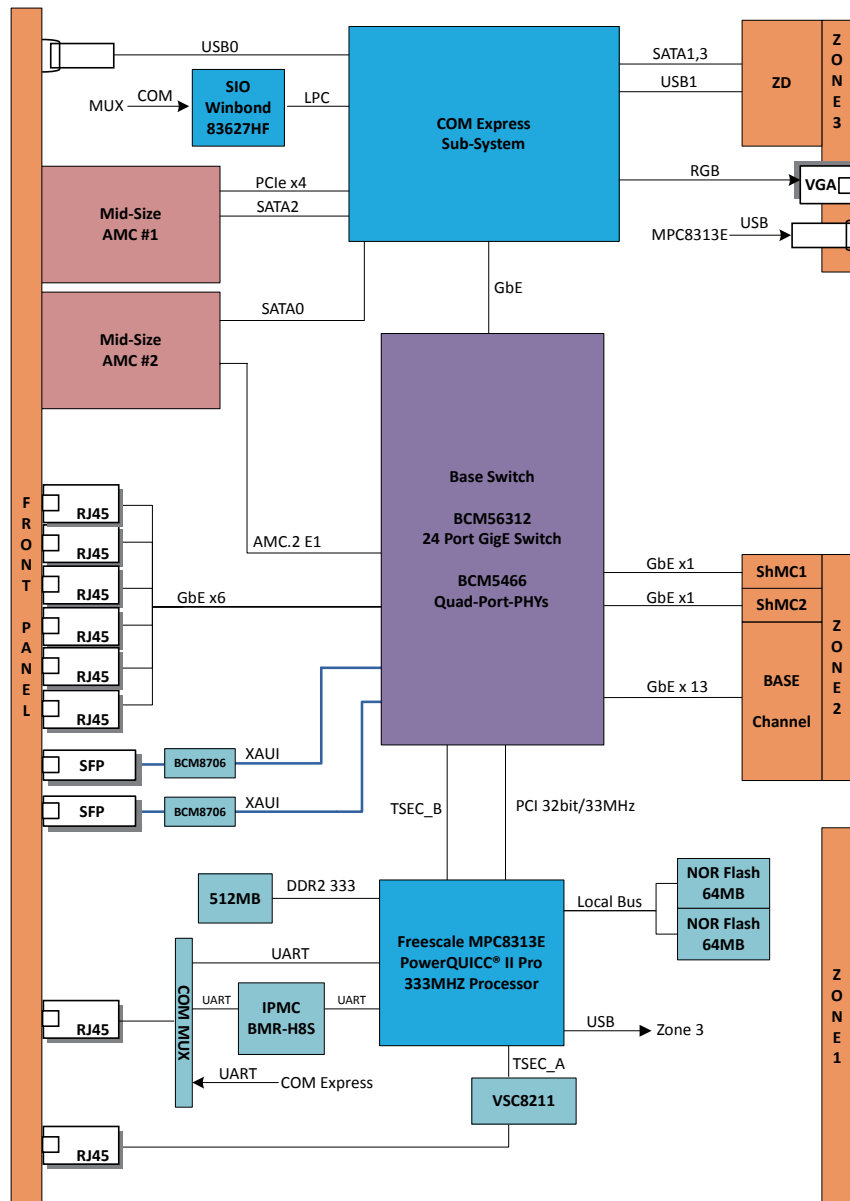 USB0
MUX
COM
SIO
Winbond
83627HF
LPC
COM Express
Sub-System
SATA1,3
USB1
ZD
Z
O
N
E
3
RGB
VGA
USB
MPC8313E
Mid-Size
AMC #1
PCIe x4
SATA2
Mid-Size
AMC #2
SATA0
GbE
AMC.2 E1
Base Switch
BCM56312
24 Port GigE Switch
BCM5466
Quad-Port-PHYs
F
R
O
N
T
P
A
N
E
L
RJ45
RJ45
RJ45
RJ45
RJ45
RJ45
GbE x6
GbE x1
ShMC1
GbE x1
ShMC2
GbE x 13
BASE
Channel
Z
O
N
E
2
SFP
BCM8706
XAUI
SFP
BCM8706
XAUI
TSEC_B
PCI 32bit/33MHz
512MB
DDR2 333
Freescale MPC8313E
PowerQUICC® II Pro
333MHZ Processor
Local Bus
NOR Flash
64MB
NOR Flash
64MB
COM MUX
UART
UART
IPMC
BMR-H8S
UART
UART
COM Express
RJ45
USB
Zone 3
TSEC_A
VSC8211
RJ45
Z
O
N
E
1